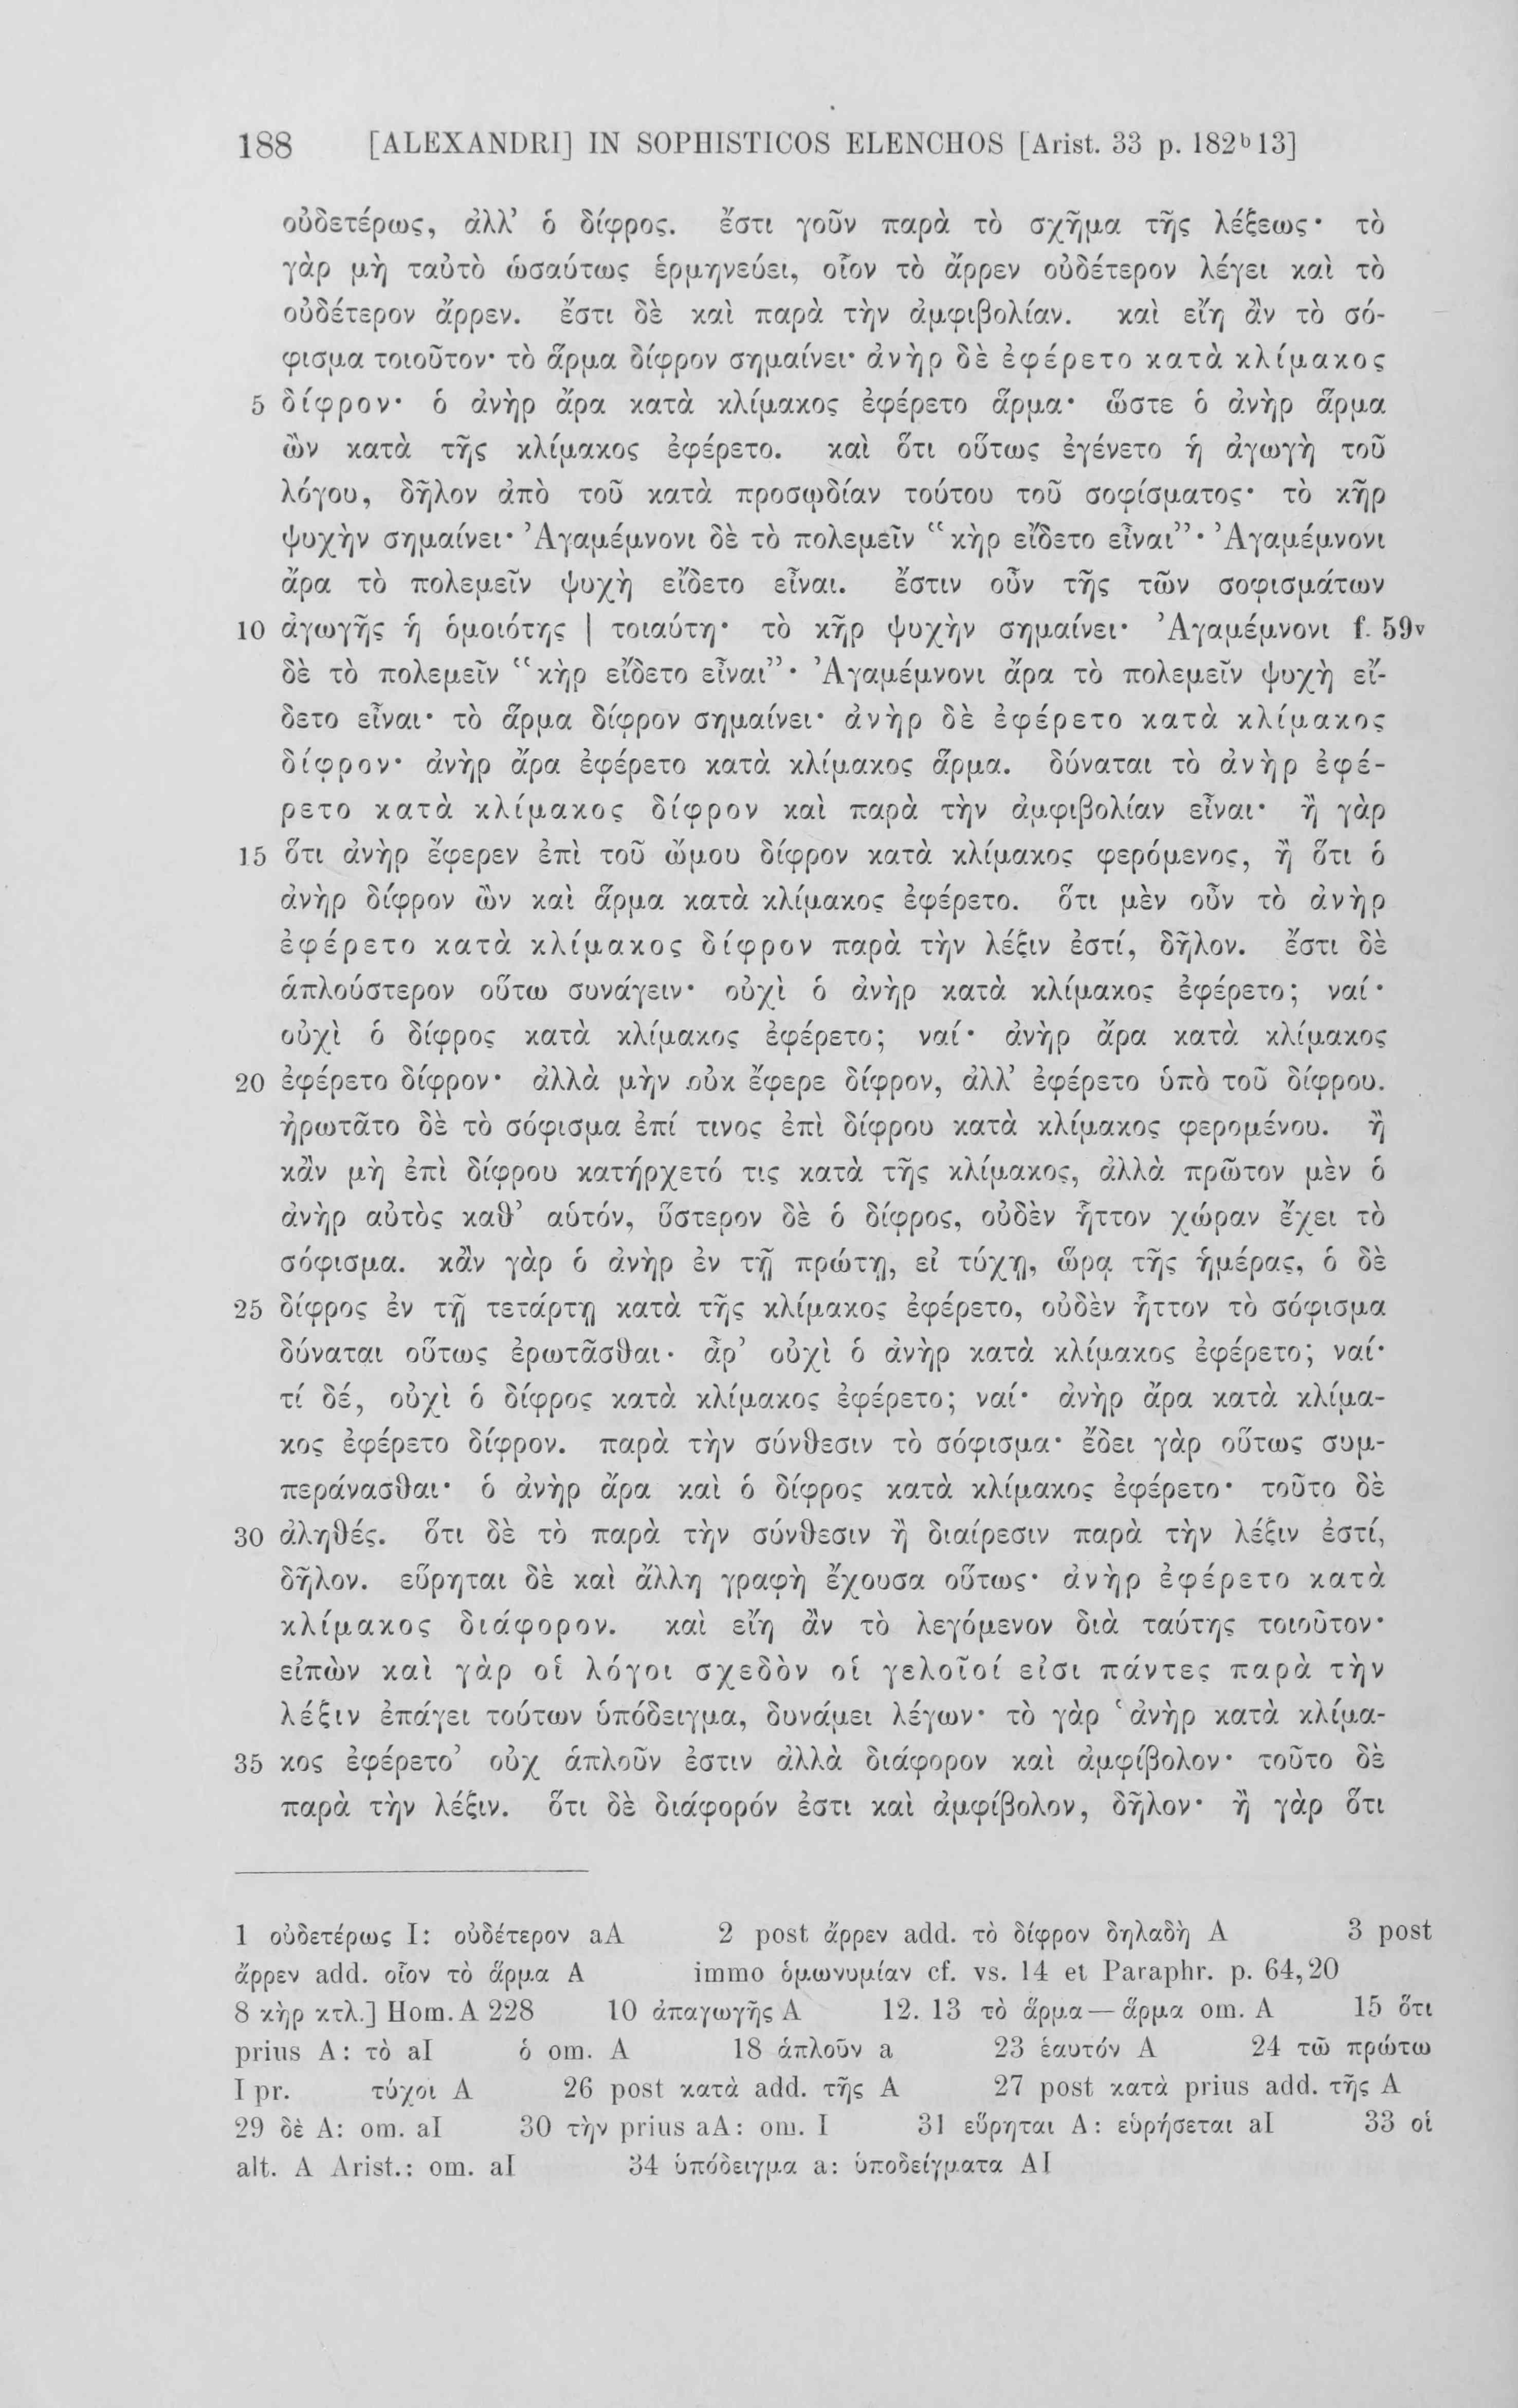 188 [ALEXANDRI] IN SOPHISTICOS ELENCHOS [Arist. 33 p. 182ᵇ13]
οὐδετέρως, ἀλλ’ ὁ δίφρος. ἔστι γοῦν παρὰ τὸ σχῆμα τῆς λέξεως· τὸ
γὰρ μὴ ταὐτὸ ὡσαύτως ἑρμηνεύει, οἷον τὸ ἄρρεν οὐδέτερον λέγει καὶ τὸ
οὐδέτερον ἄρρεν. ἔστι δὲ καὶ παρὰ τὴν ἀμφιβολίαν. καὶ εἴη ἂν τὸ σό-
φισμα τοιοῦτον· τὸ ἅρμα δίφρον σημαίνει· ἀνὴρ δὲ ἐφέρετο κατὰ κλίμακος
5 δίφρον· ὁ ἀνὴρ ἄρα κατὰ κλίμακος ἐφέρετο ἅρμα· ὥστε ὁ ἀνὴρ ἅρμα
ὢν κατὰ τῆς κλίμακος ἐφέρετο. καὶ ὅτι οὕτως ἐγένετο ἡ ἀγωγὴ τοῦ
λόγου, δῆλον ἀπὸ τοῦ κατὰ προσῳδίαν τούτου τοῦ σοφίσματος· τὸ κῆρ
ψυχὴν σημαίνει· Ἀγαμέμνονι δὲ τὸ πολεμεῖν “κὴρ εἴδετο εἶναι”· Ἀγαμέμνονι
ἄρα τὸ πολεμεῖν ψυχὴ εἴδετο εἶναι. ἔστιν οὖν τῆς τῶν σοφισμάτων
10 ἀγωγῆς ἡ ὁμοιότης | τοιαύτη· τὸ κῆρ ψυχὴν σημαίνει· Ἀγαμέμνονι f. 59v
δὲ τὸ πολεμεῖν “κὴρ εἴδετο εἶναι”· Ἀγαμέμνονι ἄρα τὸ πολεμεῖν ψυχὴ εἴ-
δετο εἶναι· τὸ ἅρμα δίφρον σημαίνει· ἀνὴρ δὲ ἐφέρετο κατὰ κλίμακος
δίφρον· ἀνὴρ ἄρα ἐφέρετο κατὰ κλίμακος ἅρμα. δύναται τὸ ἀνὴρ ἐφέ-
ρετο κατὰ κλίμακος δίφρον καὶ παρὰ τὴν ἀμφιβολίαν εἶναι· ἢ γὰρ
15 ὅτι ἀνὴρ ἔφερεν ἐπὶ τοῦ ὤμου δίφρον κατὰ κλίμακος φερόμενος, ἢ ὅτι ὁ
ἀνὴρ δίφρον ὢν καὶ ἅρμα κατὰ κλίμακος ἐφέρετο. ὅτι μὲν οὖν τὸ ἀνὴρ
ἐφέρετο κατὰ κλίμακος δίφρον παρὰ τὴν λέξιν ἐστί, δῆλον. ἔστι δὲ
ἁπλούστερον οὕτω συνάγειν· οὐχὶ ὁ ἀνὴρ κατὰ κλίμακος ἐφέρετο; ναί·
οὐχὶ ὁ δίφρος κατὰ κλίμακος ἐφέρετο; ναί· ἀνὴρ ἄρα κατὰ κλίμακος
20 ἐφέρετο δίφρον· ἀλλὰ μὴν οὐκ ἔφερε δίφρον, ἀλλ’ ἐφέρετο ὑπὸ τοῦ δίφρου.
ἠρωτᾶτο δὲ τὸ σόφισμα ἐπί τινος ἐπὶ δίφρου κατὰ κλίμακος φερομένου. ἢ
κἂν μὴ ἐπὶ δίφρου κατήρχετό τις κατὰ τῆς κλίμακος, ἀλλὰ πρῶτον μὲν ὁ
ἀνὴρ αὐτὸς καθ’ αὑτόν, ὕστερον δὲ ὁ δίφρος, οὐδὲν ἧττον χώραν ἔχει τὸ
σόφισμα. κἂν γὰρ ὁ ἀνὴρ ἐν τῇ πρώτῃ, εἰ τύχῃ, ὥρᾳ τῆς ἡμέρας, ὁ δὲ
25 δίφρος ἐν τῇ τετάρτῃ κατὰ τῆς κλίμακος ἐφέρετο, οὐδὲν ἧττον τὸ σόφισμα
δύναται οὕτως ἐρωτᾶσθαι· ἆρ’ οὐχὶ ὁ ἀνὴρ κατὰ κλίμακος ἐφέρετο; ναί·
τί δέ, οὐχὶ ὁ δίφρος κατὰ κλίμακος ἐφέρετο; ναί· ἀνὴρ ἄρα κατὰ κλίμα-
κος ἐφέρετο δίφρον. παρὰ τὴν σύνθεσιν τὸ σόφισμα· ἔδει γὰρ οὕτως συμ-
περάνασθαι· ὁ ἀνὴρ ἄρα καὶ ὁ δίφρος κατὰ κλίμακος ἐφέρετο· τοῦτο δὲ
30 ἀληθές. ὅτι δὲ τὸ παρὰ τὴν σύνθεσιν ἢ διαίρεσιν παρὰ τὴν λέξιν ἐστί,
δῆλον. εὕρηται δὲ καὶ ἄλλη γραφὴ ἔχουσα οὕτως· ἀνὴρ ἐφέρετο κατὰ
κλίμακος διάφορον. καὶ εἴη ἂν τὸ λεγόμενον διὰ ταύτης τοιοῦτον·
εἰπὼν καὶ γὰρ οἱ λόγοι σχεδὸν οἱ γελοῖοί εἰσι πάντες παρὰ τὴν
λέξιν ἐπάγει τούτων ὑπόδειγμα, δυνάμει λέγων· τὸ γὰρ ‘ἀνὴρ κατὰ κλίμα-
35 κος ἐφέρετο’ οὐχ ἁπλοῦν ἐστιν ἀλλὰ διάφορον καὶ ἀμφίβολον· τοῦτο δὲ
παρὰ τὴν λέξιν. ὅτι δὲ διάφορόν ἐστι καὶ ἀμφίβολον, δῆλον· ἢ γὰρ ὅτι
1 οὐδετέρως I: οὐδέτερον aA 2 post ἄρρεν add. τὸ δίφρον δηλαδὴ A 3 post
ἄρρεν add. οἷον τὸ ἅρμα A immo ὁμωνυμίαν cf. vs. 14 et Paraphr. p. 64,20
8 κὴρ κτλ.] Hom. A 228 10 ἀπαγωγῆς A 12. 13 τὸ ἅρμα — ἅρμα om. A 15 ὅτι
prius A: τὸ aI ὁ om. A 18 ἁπλοῦν a 23 ἑαυτόν A 24 τῶ πρώτω
I pr. τύχοι A 26 post κατὰ add. τῆς A 27 post κατὰ prius add. τῆς A
29 δὲ A: om. aI 30 τὴν prius aA: om. I 31 εὕρηται A: εὑρήσεται aI 33 οἱ
alt. A Arist.: om. aI 34 ὑπόδειγμα a: ὑποδείγματα AI